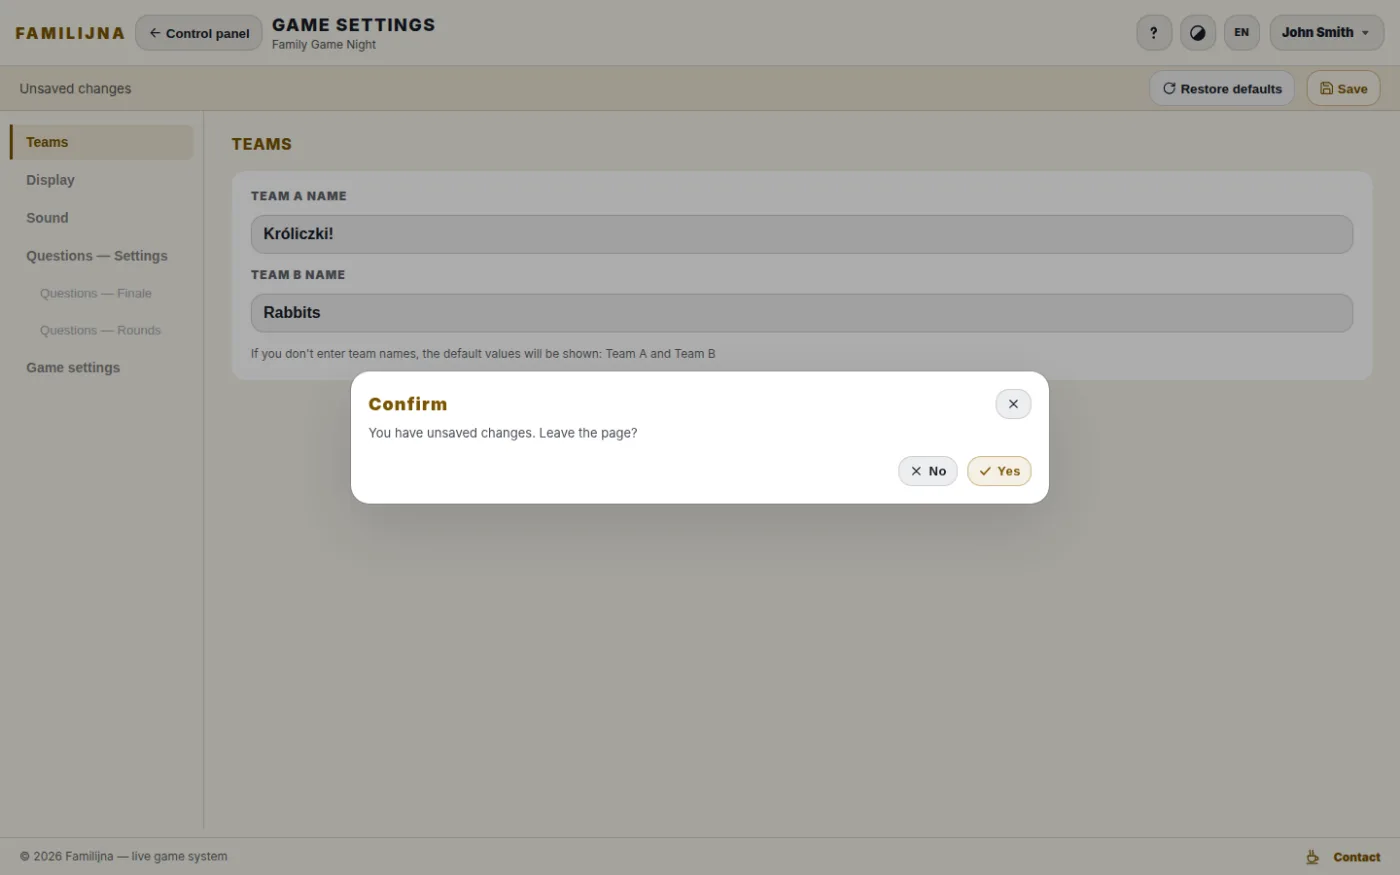 FAMILIJNA
Control panel
GAME SETTINGS
Family Game Night
?
EN
John Smith
Unsaved changes
Restore defaults
Save
Teams
Display
Sound
Questions — Settings
Questions — Finale
Questions — Rounds
Game settings
TEAMS
TEAM A NAME
Króliczki!
TEAM B NAME
Rabbits
If you don't enter team names, the default values will be shown: Team A and Team B
Confirm
You have unsaved changes. Leave the page?
No
Yes
© 2026 Familijna — live game system
Contact